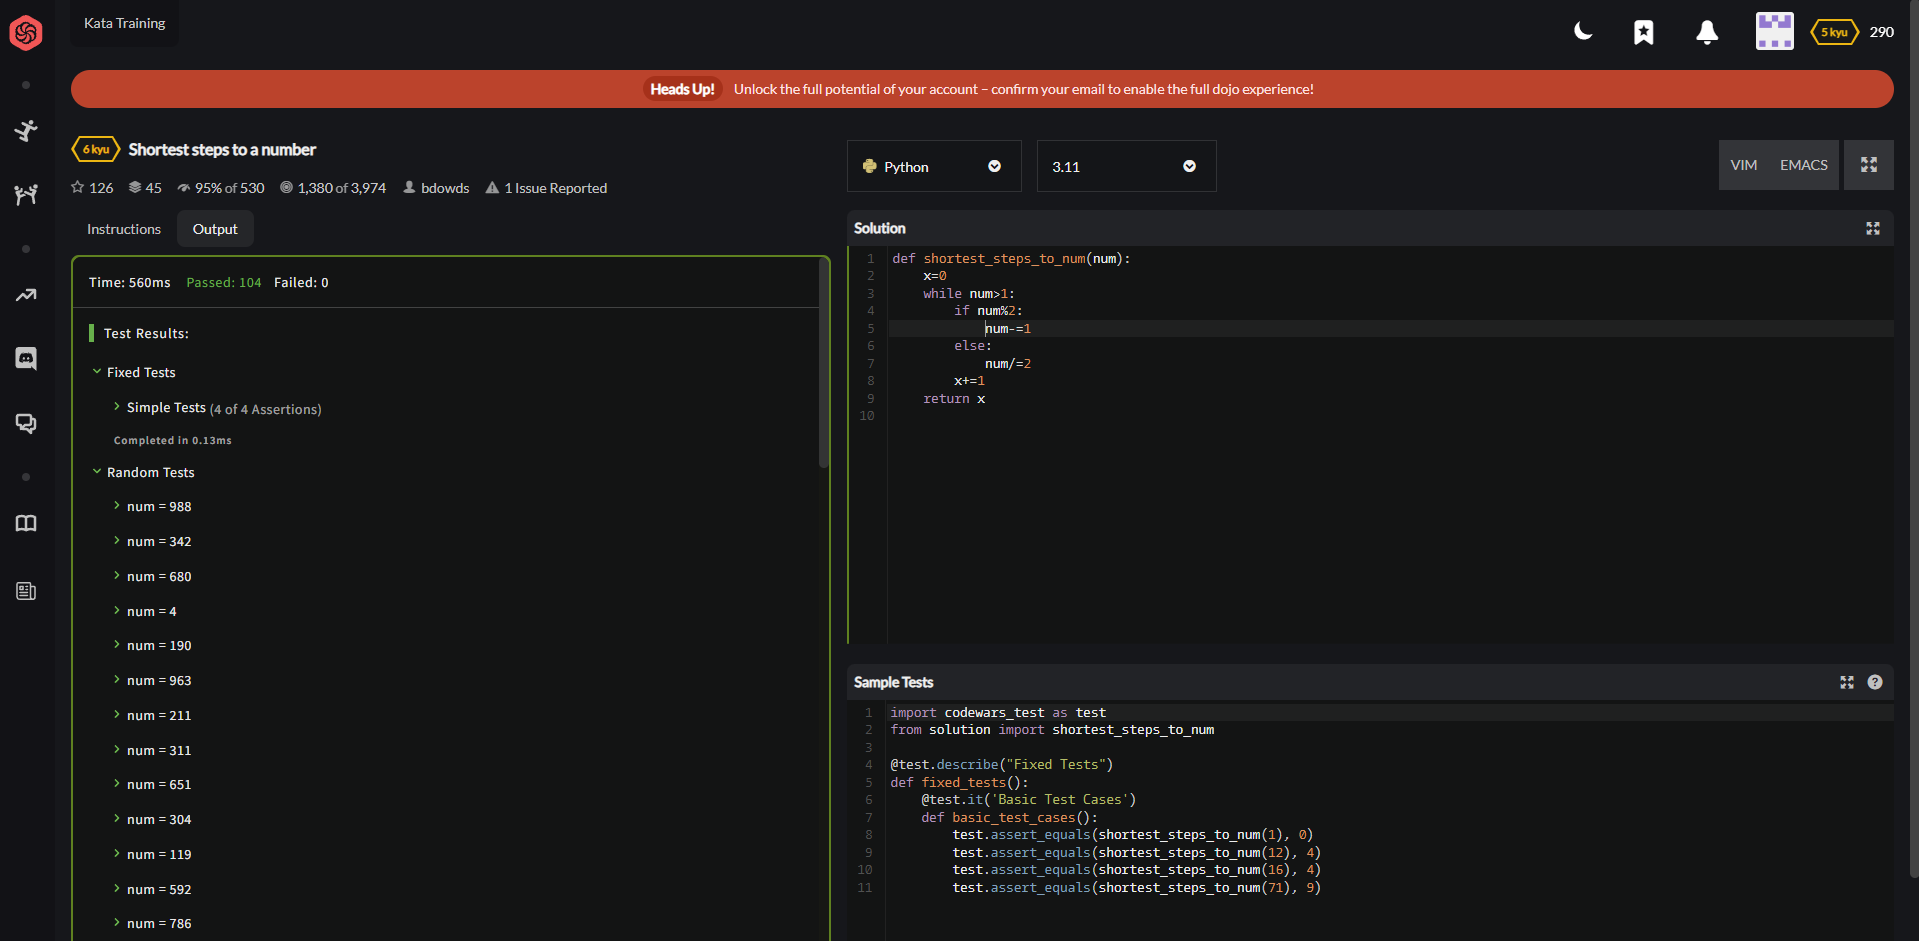 Kata Training
5 kyu 290
Heads Up! Unlock the full potential of your account – confirm your email to enable the full dojo experience!
6 kyu Shortest steps to a number
126 45 95% of 530 1,380 of 3,974 bdowds 1 Issue Reported
Instructions Output
Time: 560ms Passed: 104 Failed: 0
Test Results:
Fixed Tests
Simple Tests (4 of 4 Assertions)
Completed in 0.13ms
Random Tests
num = 988
num = 342
num = 680
num = 4
num = 190
num = 963
num = 211
num = 311
num = 651
num = 304
num = 119
num = 592
num = 786
Python 3.11 VIM EMACS
Solution
1 def shortest_steps_to_num(num):
2     x=0
3     while num>1:
4         if num%2:
5             num-=1
6         else:
7             num/=2
8         x+=1
9     return x
10
Sample Tests ?
1 import codewars_test as test
2 from solution import shortest_steps_to_num
3
4 @test.describe("Fixed Tests")
5 def fixed_tests():
6     @test.it('Basic Test Cases')
7     def basic_test_cases():
8         test.assert_equals(shortest_steps_to_num(1), 0)
9         test.assert_equals(shortest_steps_to_num(12), 4)
10         test.assert_equals(shortest_steps_to_num(16), 4)
11         test.assert_equals(shortest_steps_to_num(71), 9)